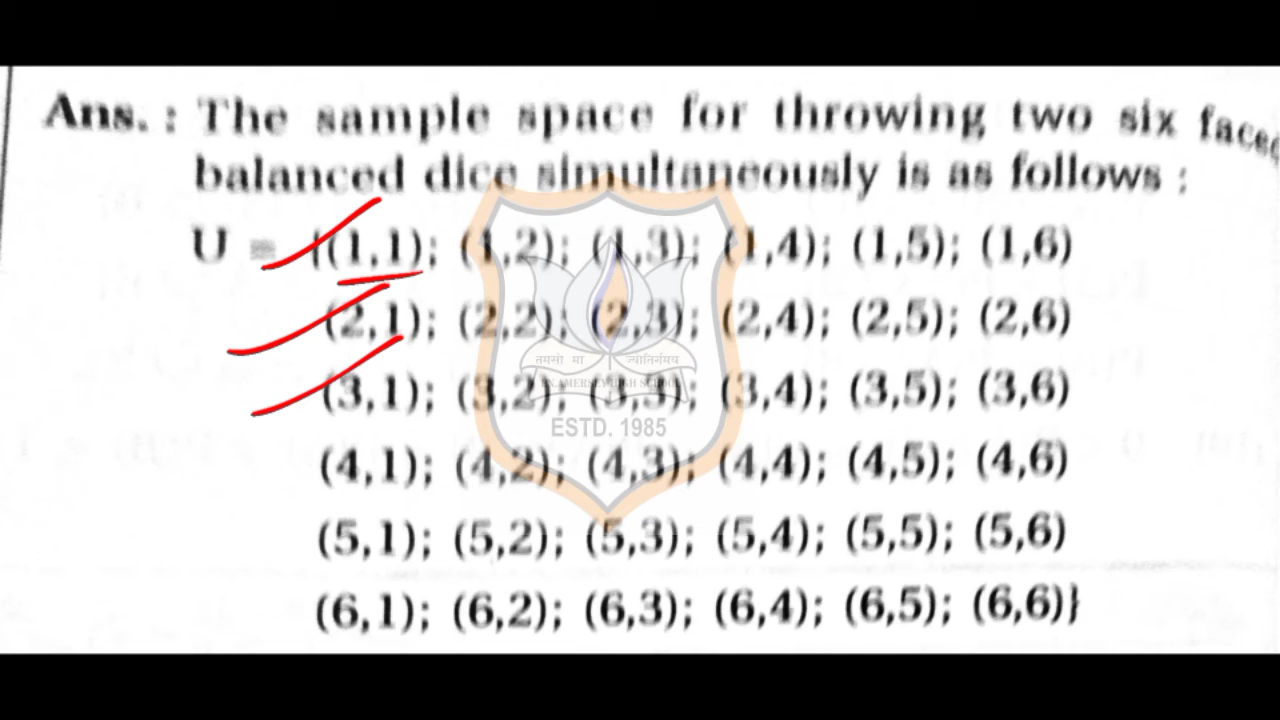 Ans. : The sample space for throwing two six faced
balanced dice simultaneously is as follows :
U = {(1,1); (1,2); (1,3); (1,4); (1,5); (1,6)
(2,1); (2,2); (2,3); (2,4); (2,5); (2,6)
(3,1); (3,2); (3,3); (3,4); (3,5); (3,6)
(4,1); (4,2); (4,3); (4,4); (4,5); (4,6)
(5,1); (5,2); (5,3); (5,4); (5,5); (5,6)
(6,1); (6,2); (6,3); (6,4); (6,5); (6,6)}
तमसो मा ज्योतिर्गमय
HIGH SCHOOL
ESTD. 1985